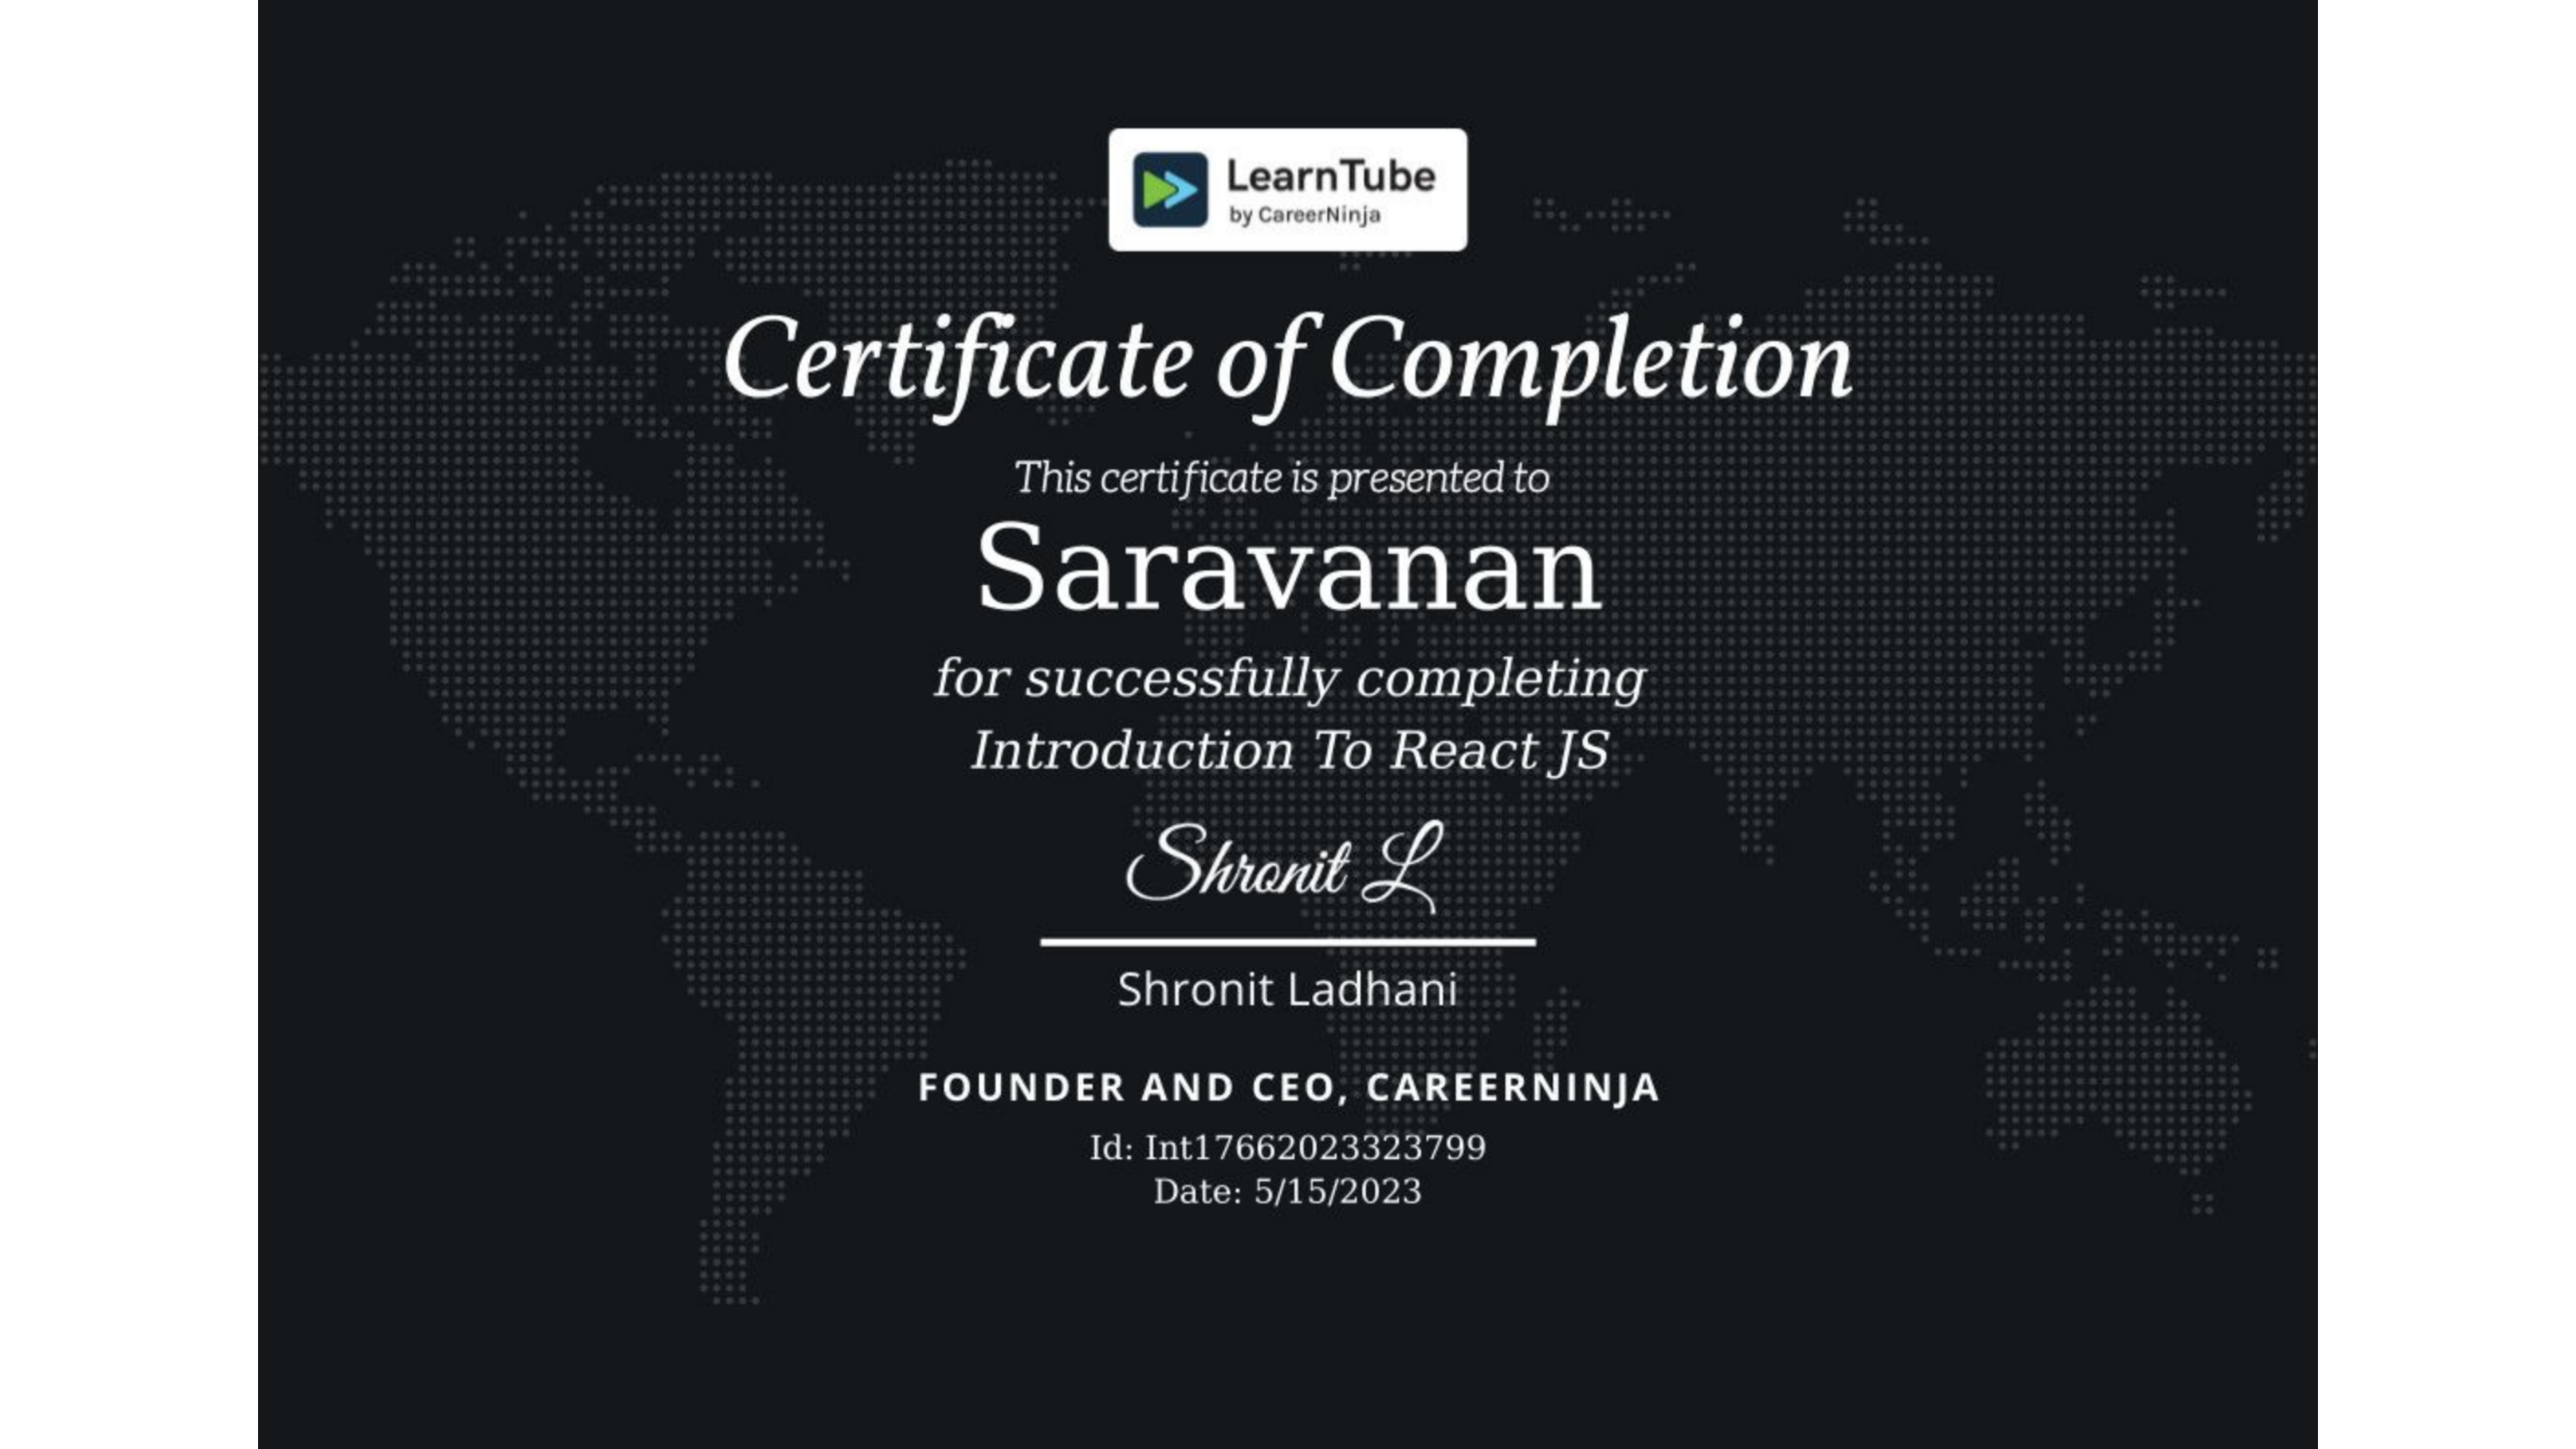 LearnTube
by CareerNinja
Certificate of Completion
This certificate is presented to
Saravanan
for successfully completing
Introduction To React JS
Shronit L
Shronit Ladhani
FOUNDER AND CEO, CAREERNINJA
Id: Int17662023323799
Date: 5/15/2023